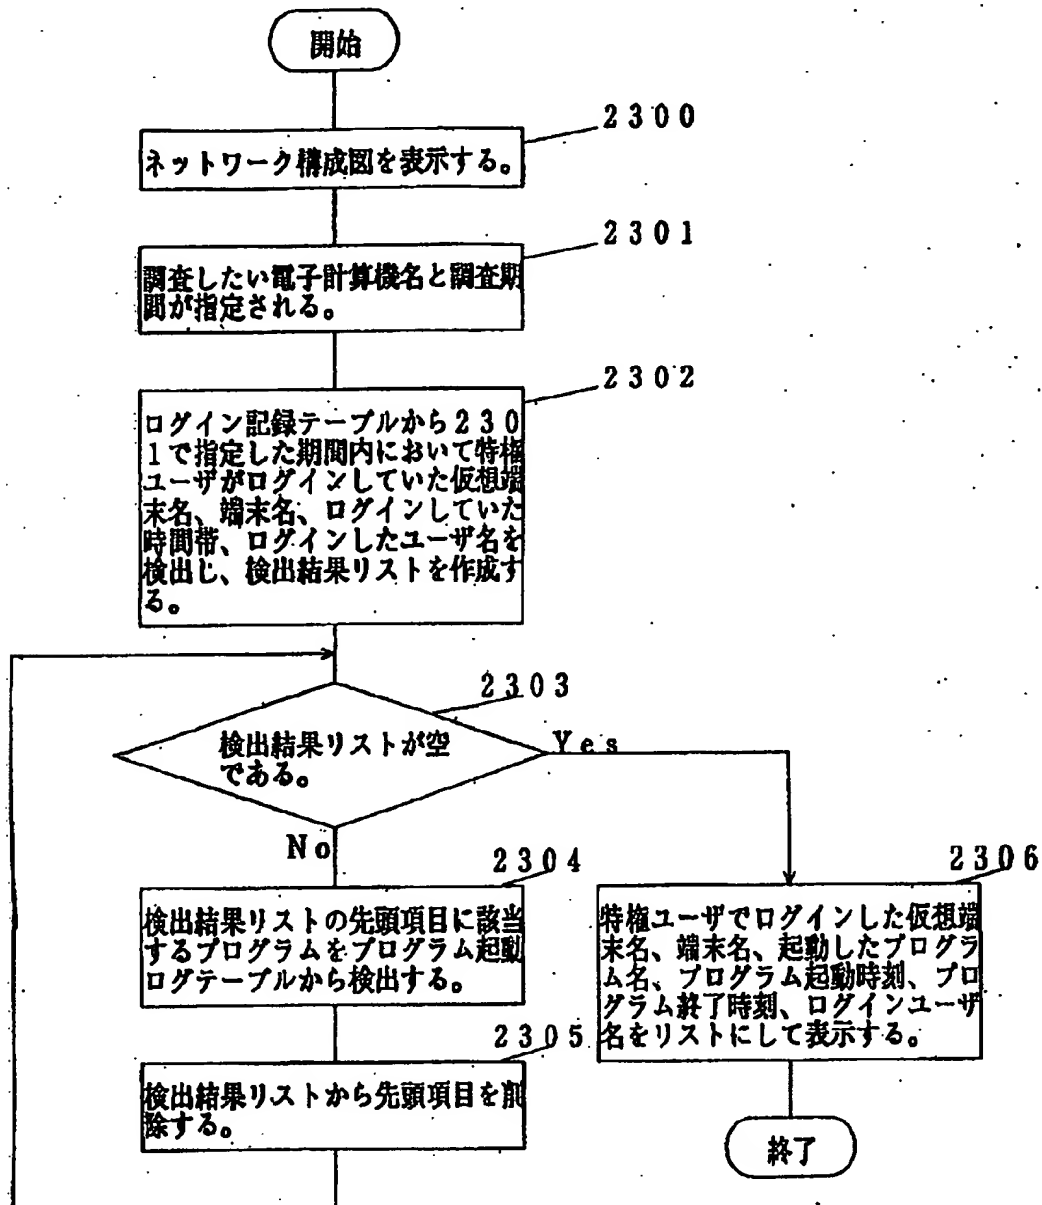 開始
2300
ネットワーク構成図を表示する。
2301
調査したい電子計算機名と調査期
間が指定される。
2302
ログイン記録テーブルから230
1で指定した期間内において特権
ユーザがログインしていた仮想端
末名、端末名、ログインしていた
時間帯、ログインしたユーザ名を
検出し、検出結果リストを作成す
る。
2303
検出結果リストが空
である。
Yes
No
2304
検出結果リストの先頭項目に該当
するプログラムをプログラム起動
ログテーブルから検出する。
2305
検出結果リストから先頭項目を削
除する。
2306
特権ユーザでログインした仮想端
末名、端末名、起動したプログラ
ム名、プログラム起動時刻、プロ
グラム終了時刻、ログインユーザ
名をリストにして表示する。
終了